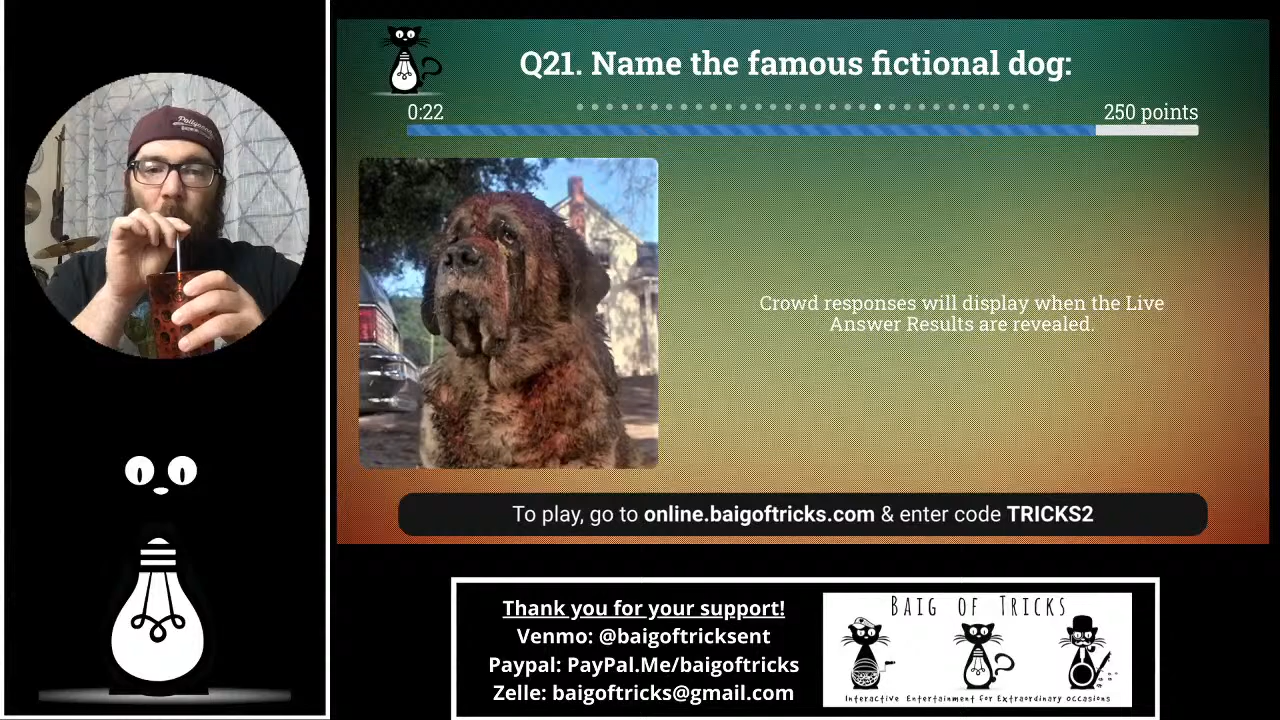 Q21. Name the famous fictional dog:
0:22
250 points
Crowd responses will display when the Live
Answer Results are revealed.
To play, go to online.baigoftricks.com & enter code TRICKS2
Thank you for your support!
Venmo: @baigoftricksent
Paypal: PayPal.Me/baigoftricks
Zelle: baigoftricks@gmail.com
Baig of Tricks
Interactive Entertainment for Extraordinary occasions